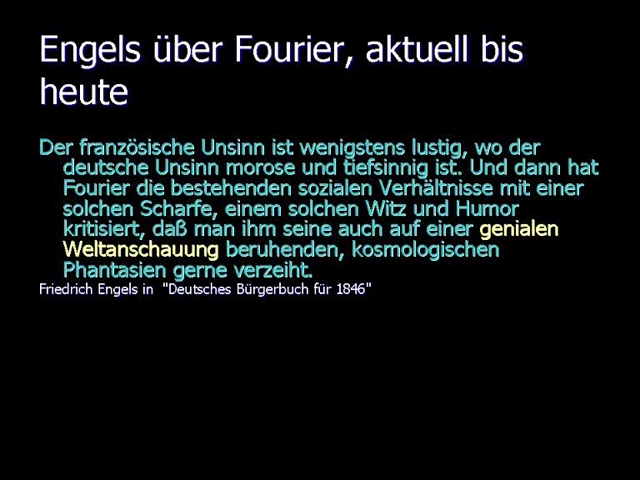 Engels über Fourier, aktuell bis
heute
Der französische Unsinn ist wenigstens lustig, wo der
deutsche Unsinn morose und tiefsinnig ist. Und dann hat
Fourier die bestehenden sozialen Verhältnisse mit einer
solchen Scharfe, einem solchen Witz und Humor
kritisiert, daß man ihm seine auch auf einer genialen
Weltanschauung beruhenden, kosmologischen
Phantasien gerne verzeiht.
Friedrich Engels in "Deutsches Bürgerbuch für 1846"